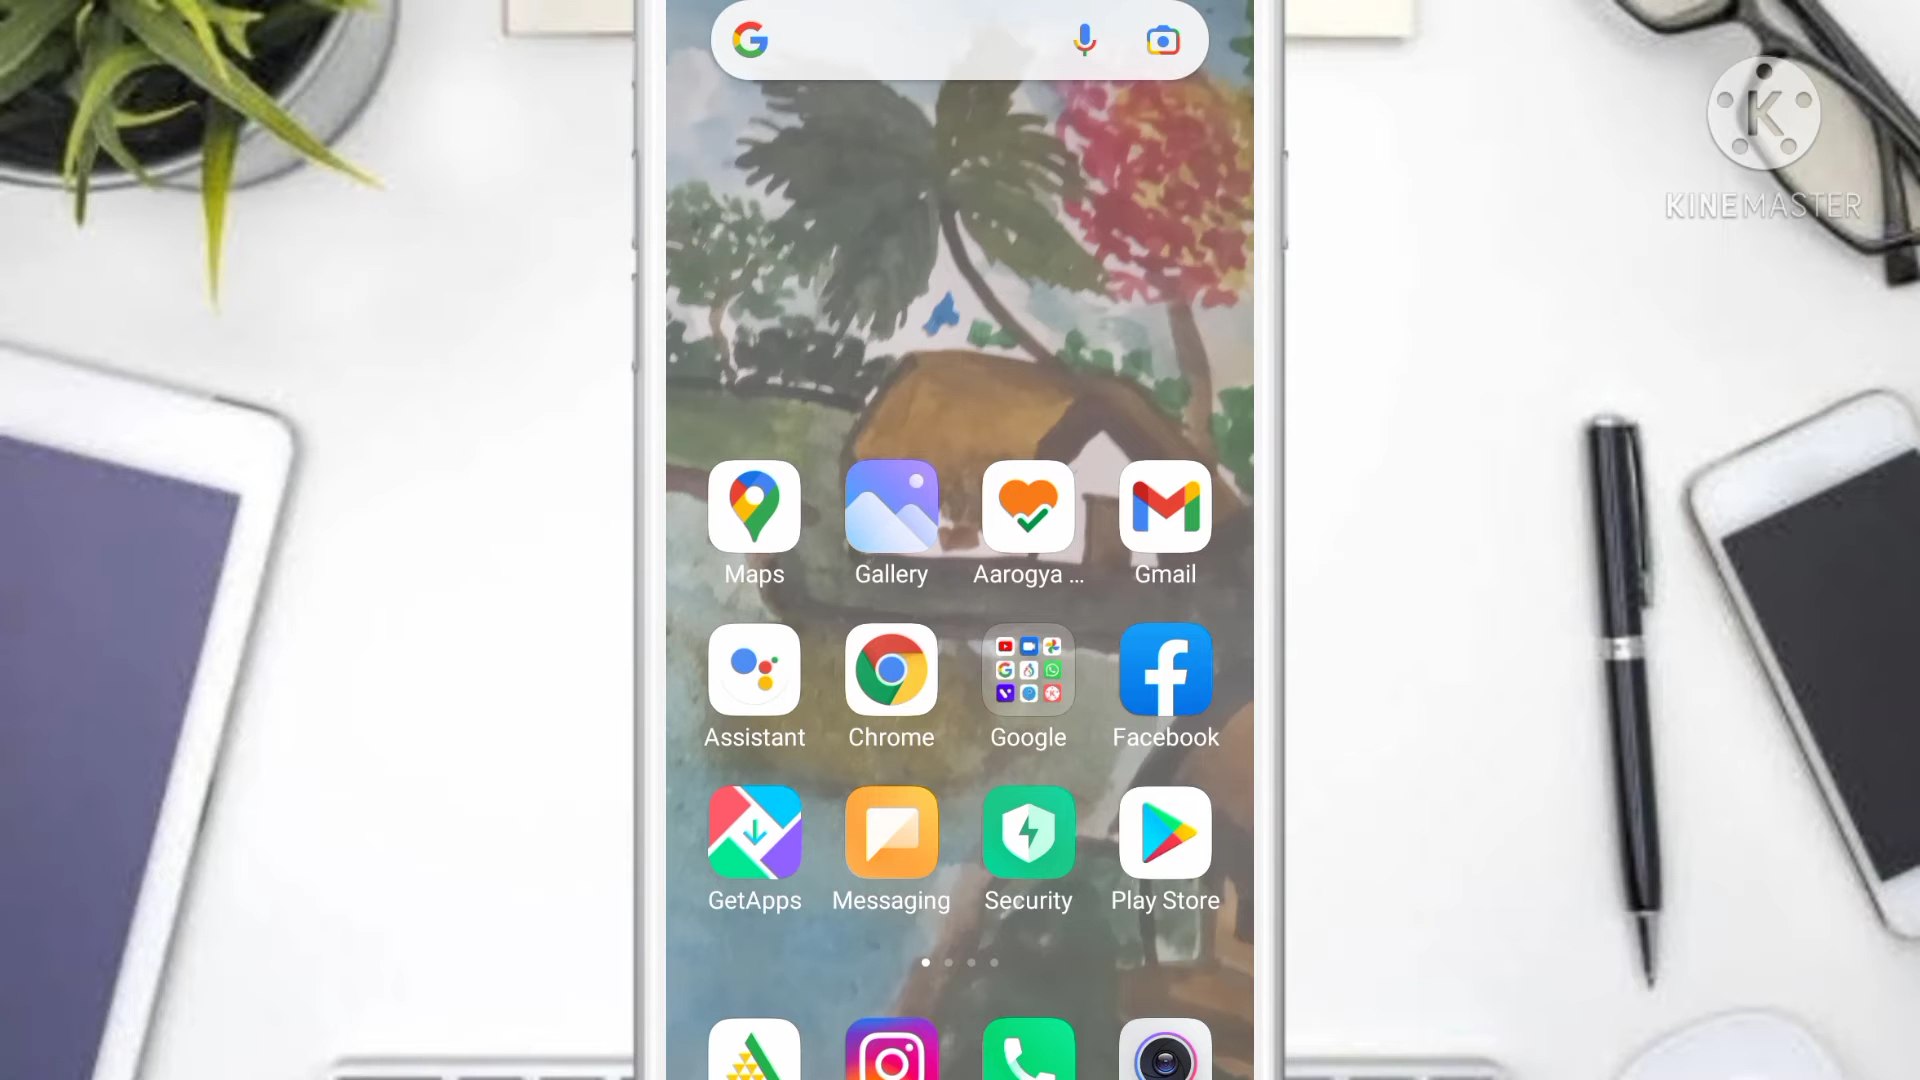 KINEMASTER
Maps Gallery Aarogya ... Gmail
Assistant Chrome Google Facebook
GetApps Messaging Security Play Store